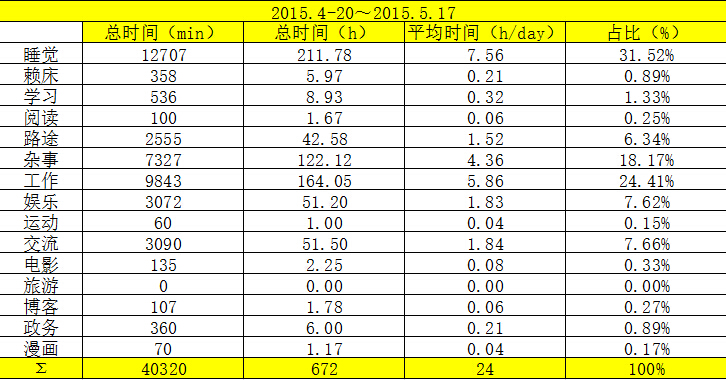 2015.4-20～2015.5.17
总时间（min） 总时间（h） 平均时间（h/day） 占比（%）
睡觉 12707 211.78 7.56 31.52%
赖床 358 5.97 0.21 0.89%
学习 536 8.93 0.32 1.33%
阅读 100 1.67 0.06 0.25%
路途 2555 42.58 1.52 6.34%
杂事 7327 122.12 4.36 18.17%
工作 9843 164.05 5.86 24.41%
娱乐 3072 51.20 1.83 7.62%
运动 60 1.00 0.04 0.15%
交流 3090 51.50 1.84 7.66%
电影 135 2.25 0.08 0.33%
旅游 0 0.00 0.00 0.00%
博客 107 1.78 0.06 0.27%
政务 360 6.00 0.21 0.89%
漫画 70 1.17 0.04 0.17%
Σ 40320 672 24 100%